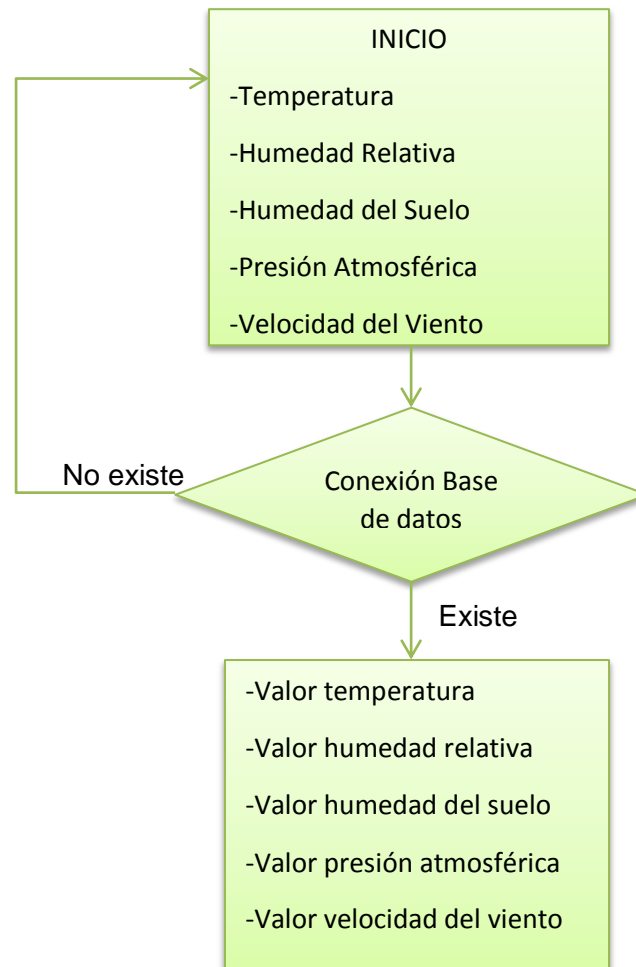 INICIO
-Temperatura
-Humedad Relativa
-Humedad del Suelo
-Presión Atmosférica
-Velocidad del Viento
No existe
Conexión Base
de datos
Existe
-Valor temperatura
-Valor humedad relativa
-Valor humedad del suelo
-Valor presión atmosférica
-Valor velocidad del viento